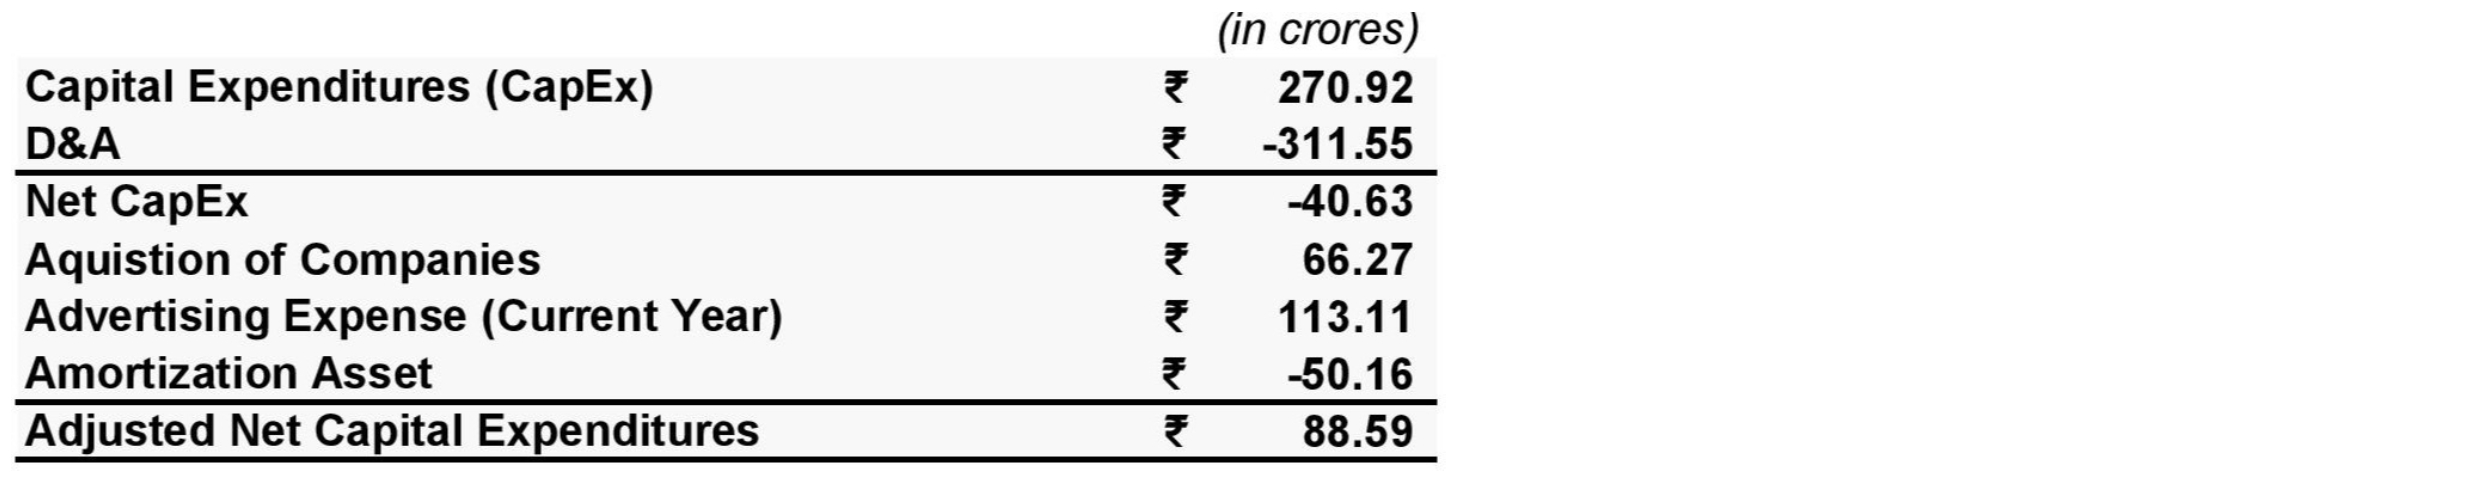 (in crores)
Capital Expenditures (CapEx) ₹ 270.92
D&A ₹ -311.55
Net CapEx ₹ -40.63
Aquistion of Companies ₹ 66.27
Advertising Expense (Current Year) ₹ 113.11
Amortization Asset ₹ -50.16
Adjusted Net Capital Expenditures ₹ 88.59